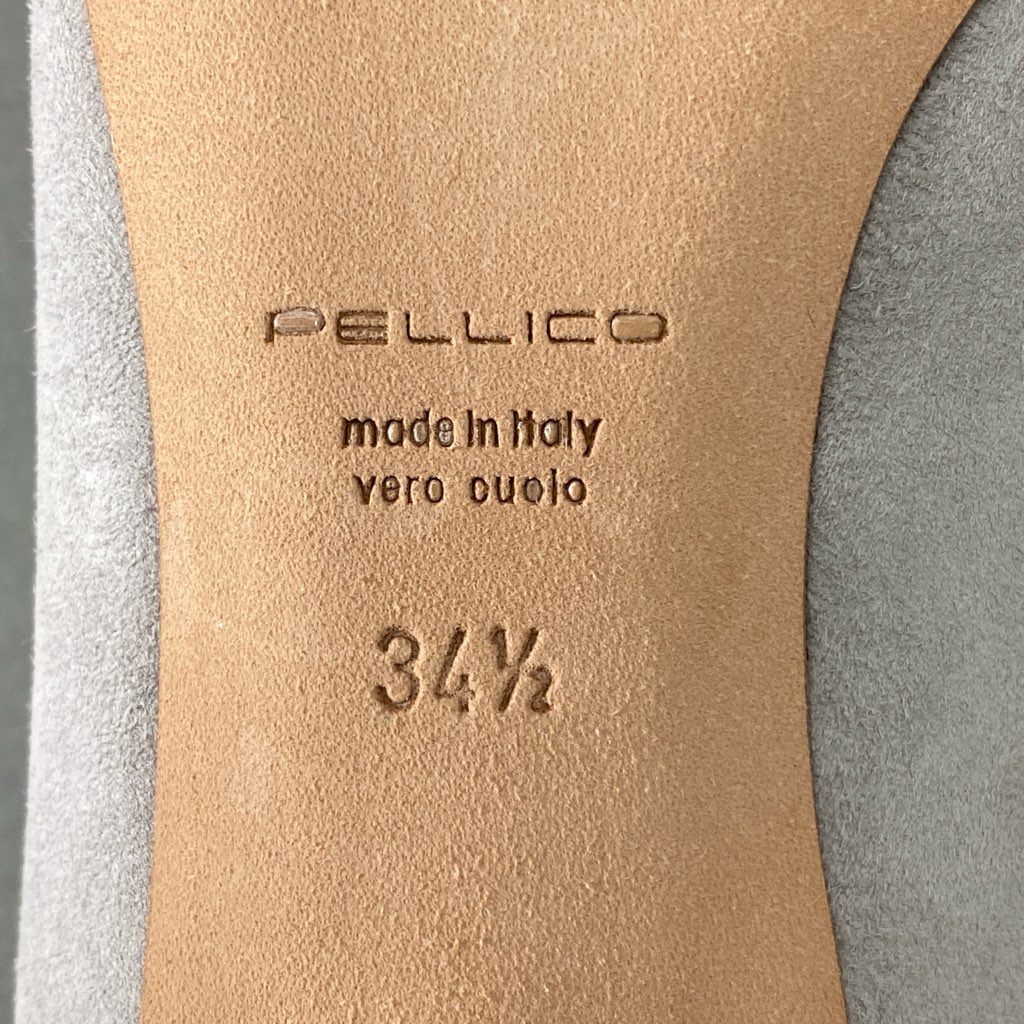 PELLICO
made in Italy
vero cuoio
34½